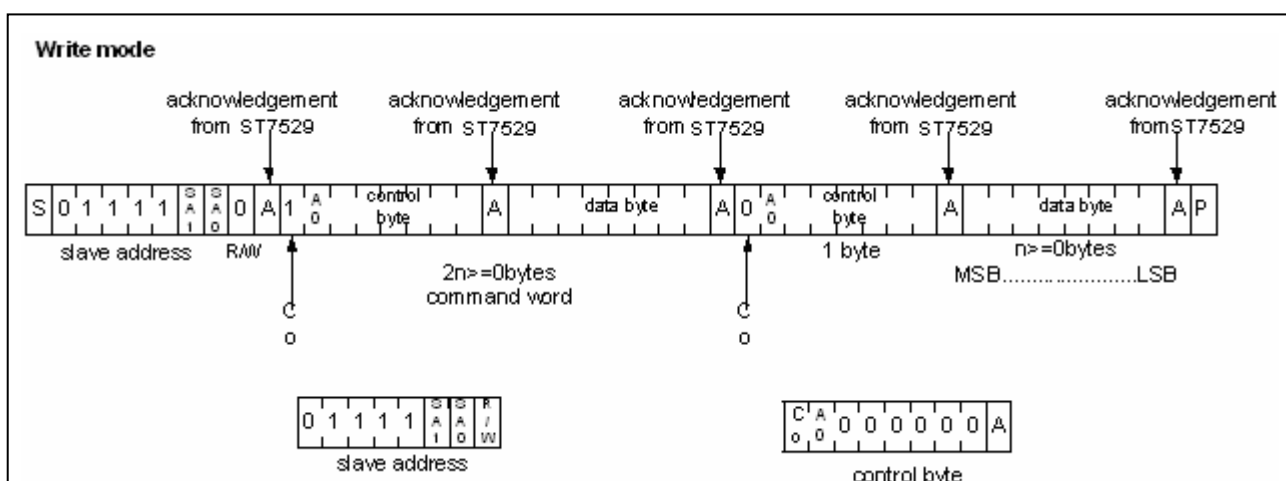 Write mode
acknowledgement acknowledgement acknowledgement acknowledgement acknowledgement
from ST7529 from ST7529 from ST7529 from ST7529 fromST7529
S 0 1 1 1 1 SA1 SA0 0 A 1 A0 control byte A data byte A 0 A0 control byte A data byte A P
slave address R/W 1 byte n>=0bytes
2n>=0bytes MSB.......................LSB
command word
Co Co
0 1 1 1 1 SA1 SA0 R/W Co A0 0 0 0 0 0 0 A
slave address control byte